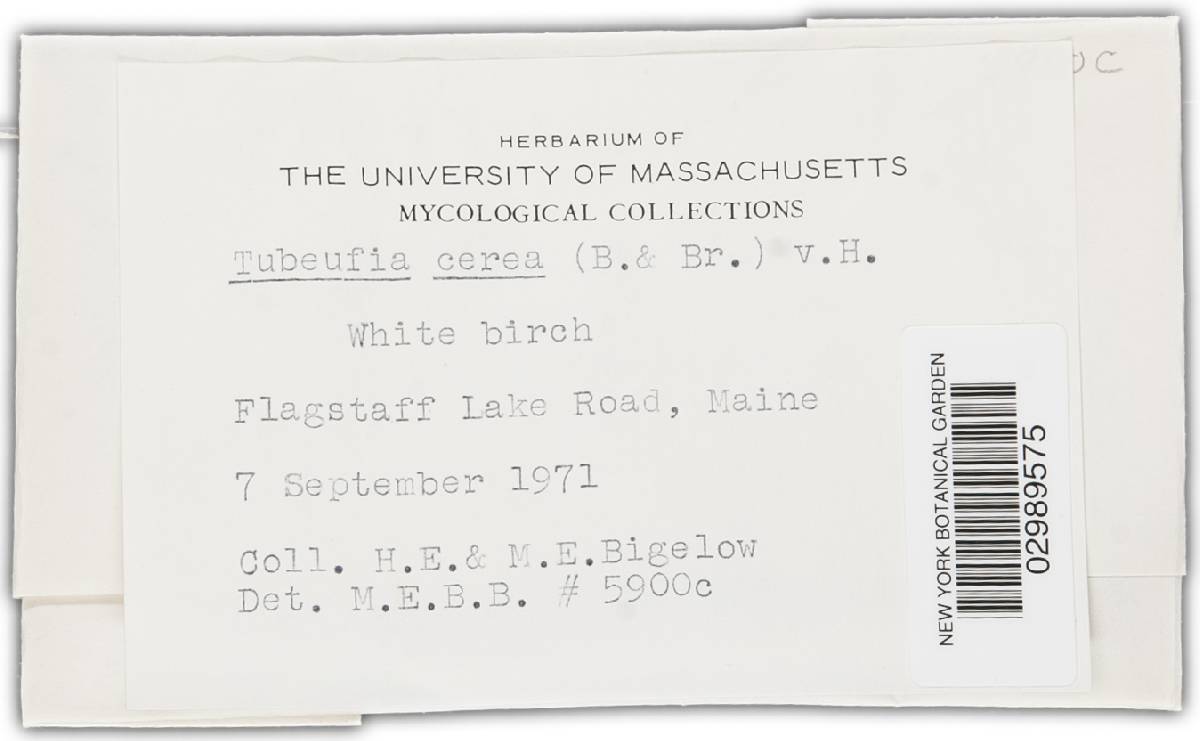 HERBARIUM OF
THE UNIVERSITY OF MASSACHUSETTS
MYCOLOGICAL COLLECTIONS
Tubeufia cerea (B.& Br.) v.H.
White birch
Flagstaff Lake Road, Maine
7 September 1971
Coll. H.E.& M.E.Bigelow
Det. M.E.B.B. # 5900c
NEW YORK BOTANICAL GARDEN
02989575